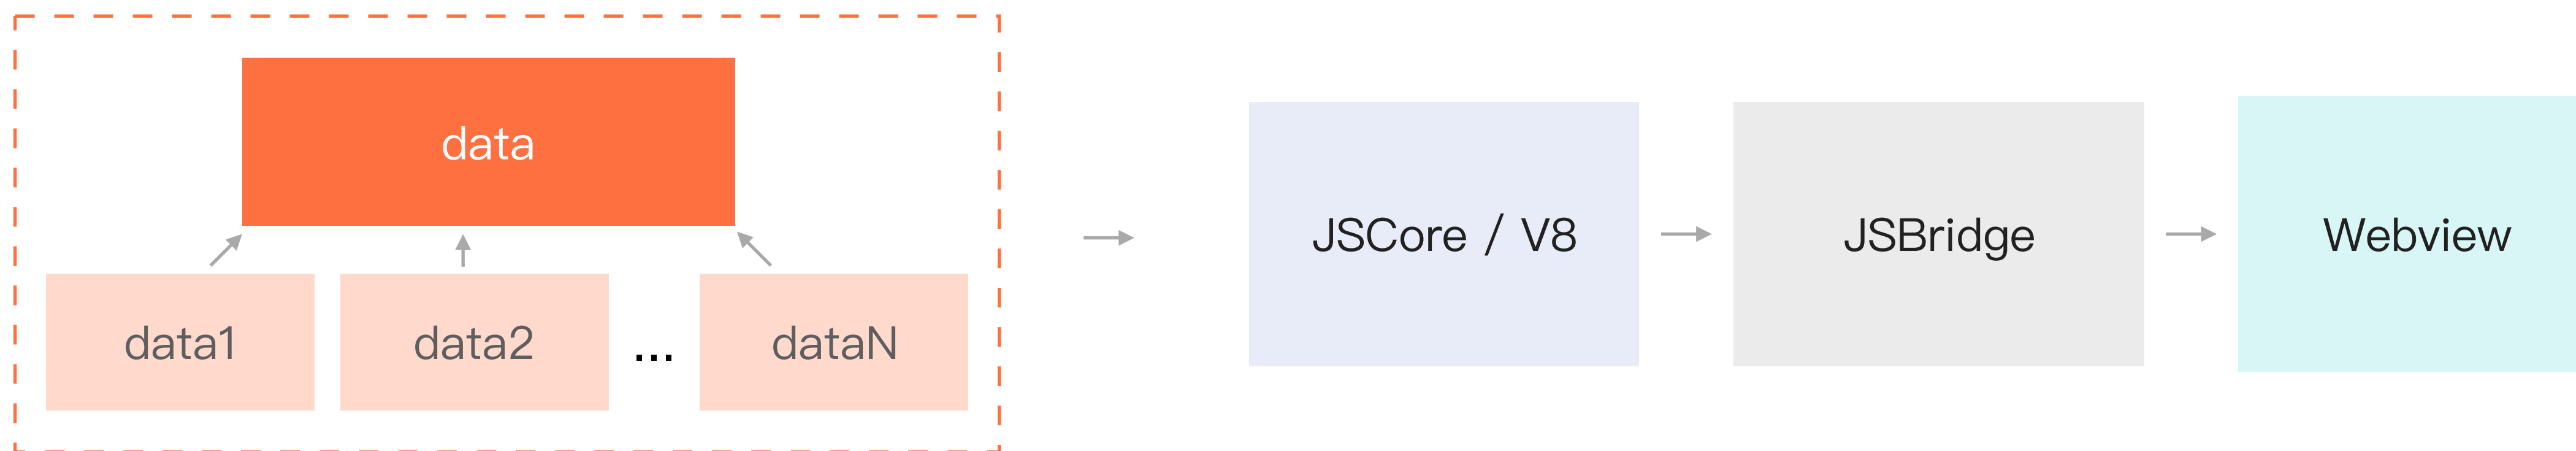 data
data1
data2
...
dataN
JSCore / V8
JSBridge
Webview